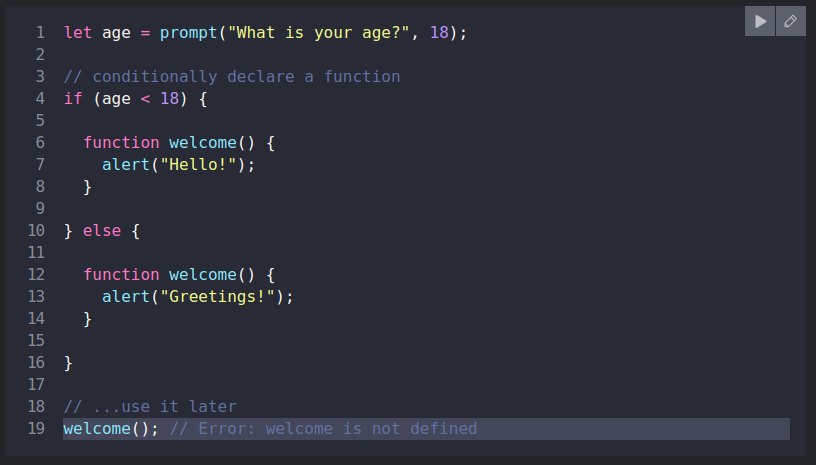 1 let age = prompt("What is your age?", 18);
2
3 // conditionally declare a function
4 if (age < 18) {
5
6   function welcome() {
7     alert("Hello!");
8   }
9
10 } else {
11
12   function welcome() {
13     alert("Greetings!");
14   }
15
16 }
17
18 // ...use it later
19 welcome(); // Error: welcome is not defined